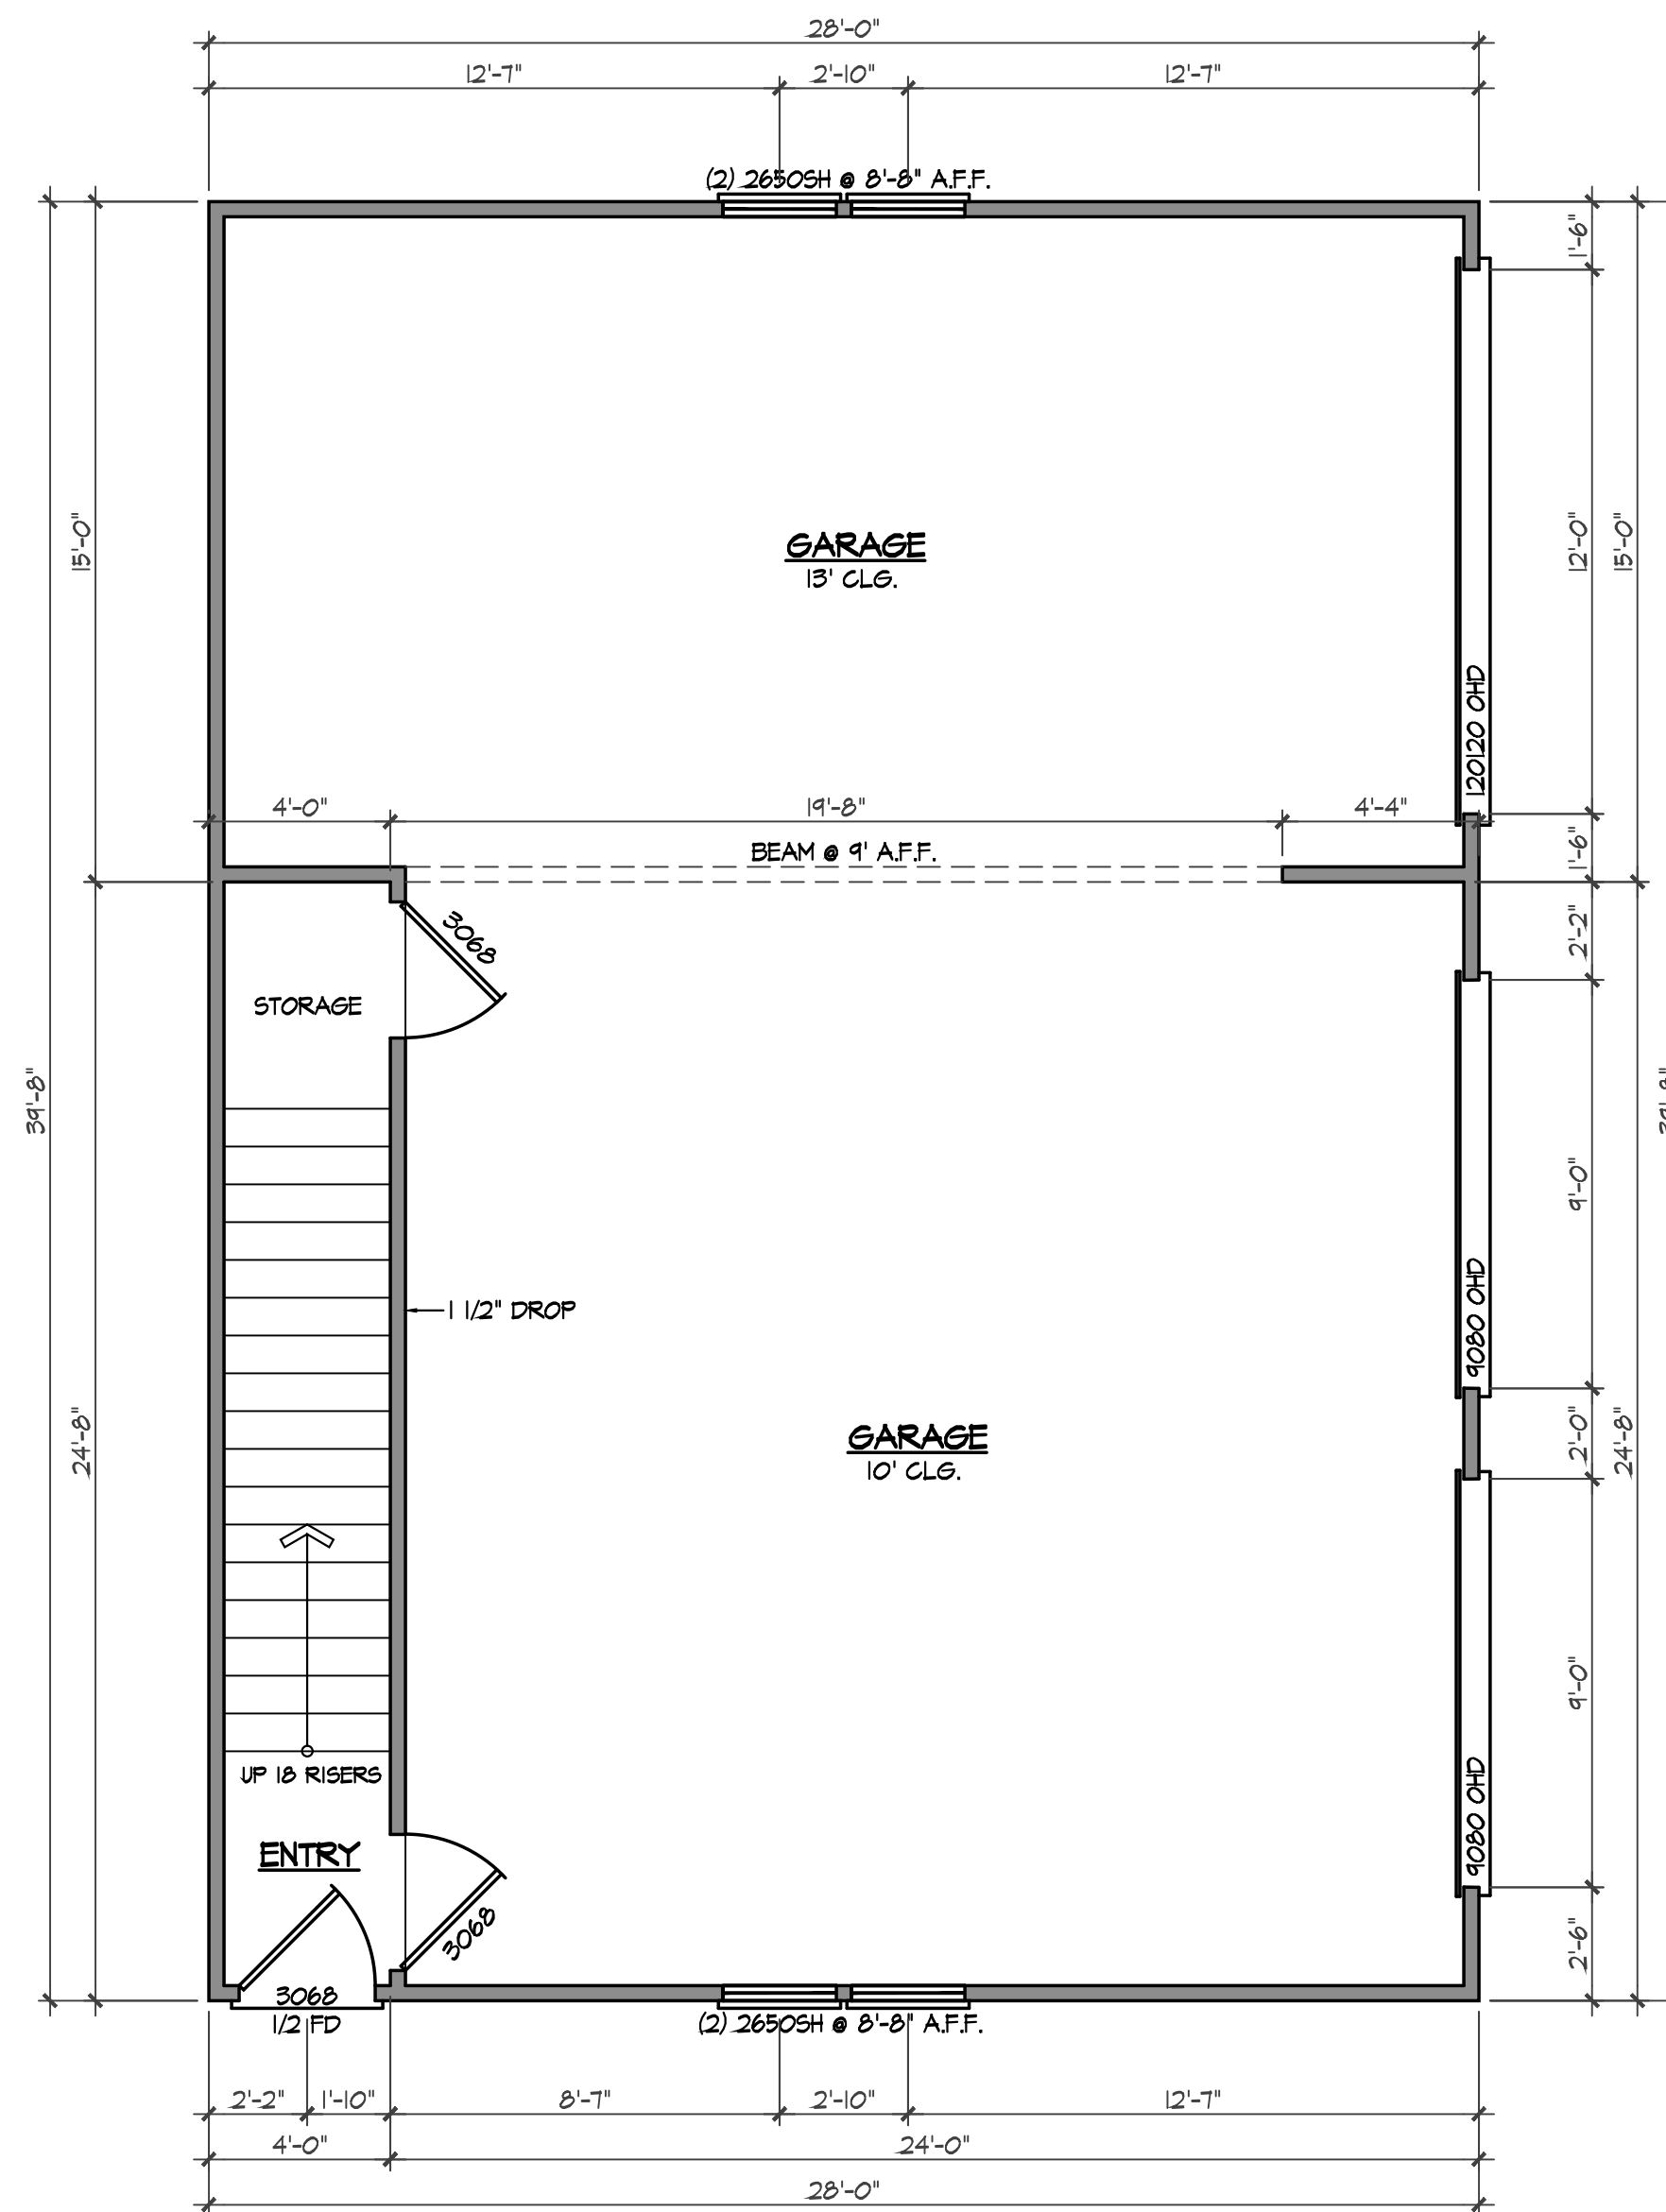 28'-0"
12'-7" 2'-10" 12'-7"
(2) 2650SH @ 8'-8" A.F.F.
1'-6"
15'-0"
12'-0"
15'-0"
GARAGE
13' CLG.
120120 OHD
4'-0" 19'-8" 4'-4"
BEAM @ 9' A.F.F.
1'-6"
2'-2"
3068
STORAGE
39'-8"
9'-0"
9080 OHD
1 1/2" DROP
24'-8"
GARAGE
10' CLG.
2'-0"
24'-8"
9'-0"
UP 18 RISERS
9080 OHD
ENTRY
3068
2'-6"
3068
1/2 FD
(2) 2650SH @ 8'-8" A.F.F.
2'-2" 1'-10" 8'-7" 2'-10" 12'-7"
4'-0" 24'-0"
28'-0"